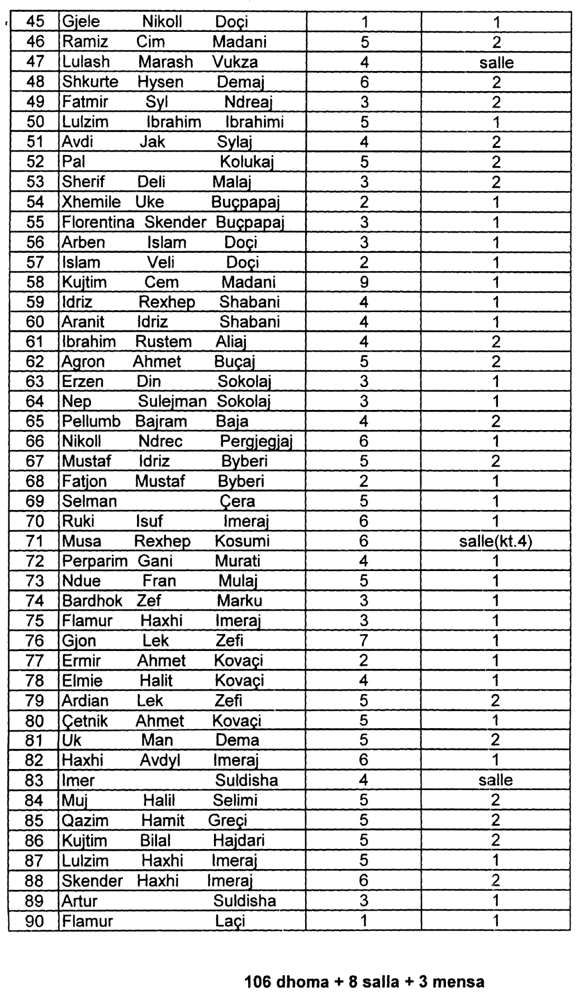 45 Gjele Nikoll Doçi 1 1
46 Ramiz Cim Madani 5 2
47 Lulash Marash Vukza 4 salle
48 Shkurte Hysen Demaj 6 2
49 Fatmir Syl Ndreaj 3 2
50 Lulzim Ibrahim Ibrahimi 5 1
51 Avdi Jak Sylaj 4 2
52 Pal Kolukaj 5 2
53 Sherif Deli Malaj 3 2
54 Xhemile Uke Buçpapaj 2 1
55 Florentina Skender Buçpapaj 3 1
56 Arben Islam Doçi 3 1
57 Islam Veli Doçi 2 1
58 Kujtim Cem Madani 9 1
59 Idriz Rexhep Shabani 4 1
60 Aranit Idriz Shabani 4 1
61 Ibrahim Rustem Aliaj 4 2
62 Agron Ahmet Buçaj 5 2
63 Erzen Din Sokolaj 3 1
64 Nep Sulejman Sokolaj 3 1
65 Pellumb Bajram Baja 4 2
66 Nikoll Ndrec Pergjegjaj 6 1
67 Mustaf Idriz Byberi 5 2
68 Fatjon Mustaf Byberi 2 1
69 Selman Çera 5 1
70 Ruki Isuf Imeraj 6 1
71 Musa Rexhep Kosumi 6 salle(kt.4)
72 Perparim Gani Murati 4 1
73 Ndue Fran Mulaj 5 1
74 Bardhok Zef Marku 3 1
75 Flamur Haxhi Imeraj 3 1
76 Gjon Lek Zefi 7 1
77 Ermir Ahmet Kovaçi 2 1
78 Elmie Halit Kovaçi 4 1
79 Ardian Lek Zefi 5 2
80 Çetnik Ahmet Kovaçi 5 1
81 Uk Man Dema 5 2
82 Haxhi Avdyl Imeraj 6 1
83 Imer Suldisha 4 salle
84 Muj Halil Selimi 5 2
85 Qazim Hamit Greçi 5 2
86 Kujtim Bilal Hajdari 5 2
87 Lulzim Haxhi Imeraj 5 1
88 Skender Haxhi Imeraj 6 2
89 Artur Suldisha 3 1
90 Flamur Laçi 1 1
106 dhoma + 8 salla + 3 mensa